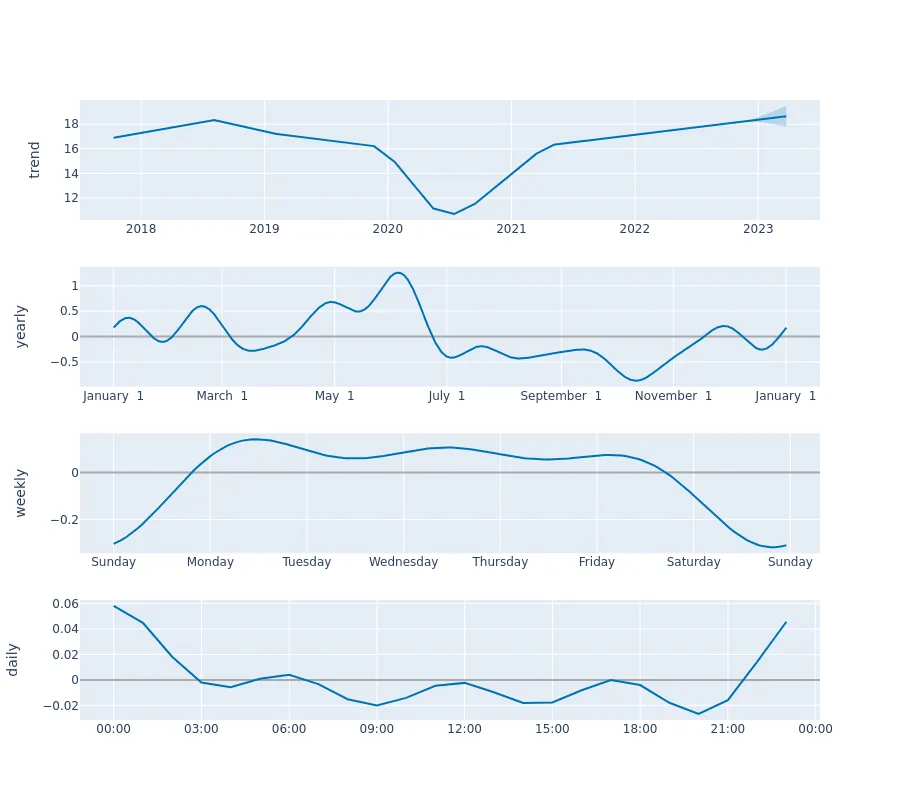 trend
18
16
14
12
2018 2019 2020 2021 2022 2023
yearly
1
0.5
0
−0.5
January 1 March 1 May 1 July 1 September 1 November 1 January 1
weekly
0
−0.2
Sunday Monday Tuesday Wednesday Thursday Friday Saturday Sunday
daily
0.06
0.04
0.02
0
−0.02
00:00 03:00 06:00 09:00 12:00 15:00 18:00 21:00 00:00